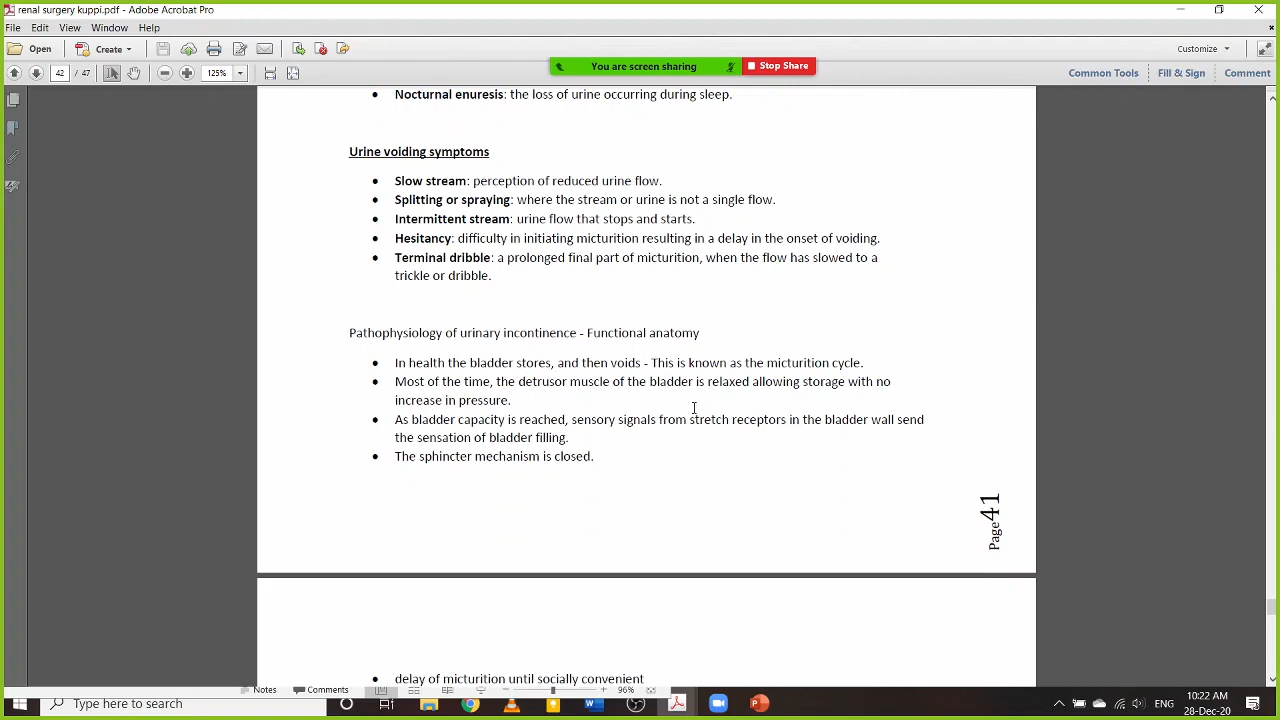 renal surgery kuppi.pdf - Adobe Acrobat Pro
File Edit View Window Help
Open Create Customize
You are screen sharing Stop Share
42 125% Common Tools Fill & Sign Comment
• Nocturnal enuresis: the loss of urine occurring during sleep.
Urine voiding symptoms
• Slow stream: perception of reduced urine flow.
• Splitting or spraying: where the stream or urine is not a single flow.
• Intermittent stream: urine flow that stops and starts.
• Hesitancy: difficulty in initiating micturition resulting in a delay in the onset of voiding.
• Terminal dribble: a prolonged final part of micturition, when the flow has slowed to a
trickle or dribble.
Pathophysiology of urinary incontinence - Functional anatomy
• In health the bladder stores, and then voids - This is known as the micturition cycle.
• Most of the time, the detrusor muscle of the bladder is relaxed allowing storage with no
increase in pressure.
• As bladder capacity is reached, sensory signals from stretch receptors in the bladder wall send
the sensation of bladder filling.
• The sphincter mechanism is closed.
Page41
• delay of micturition until socially convenient
Notes Comments 96%
Type here to search ENG 10:22 AM
28-Dec-20